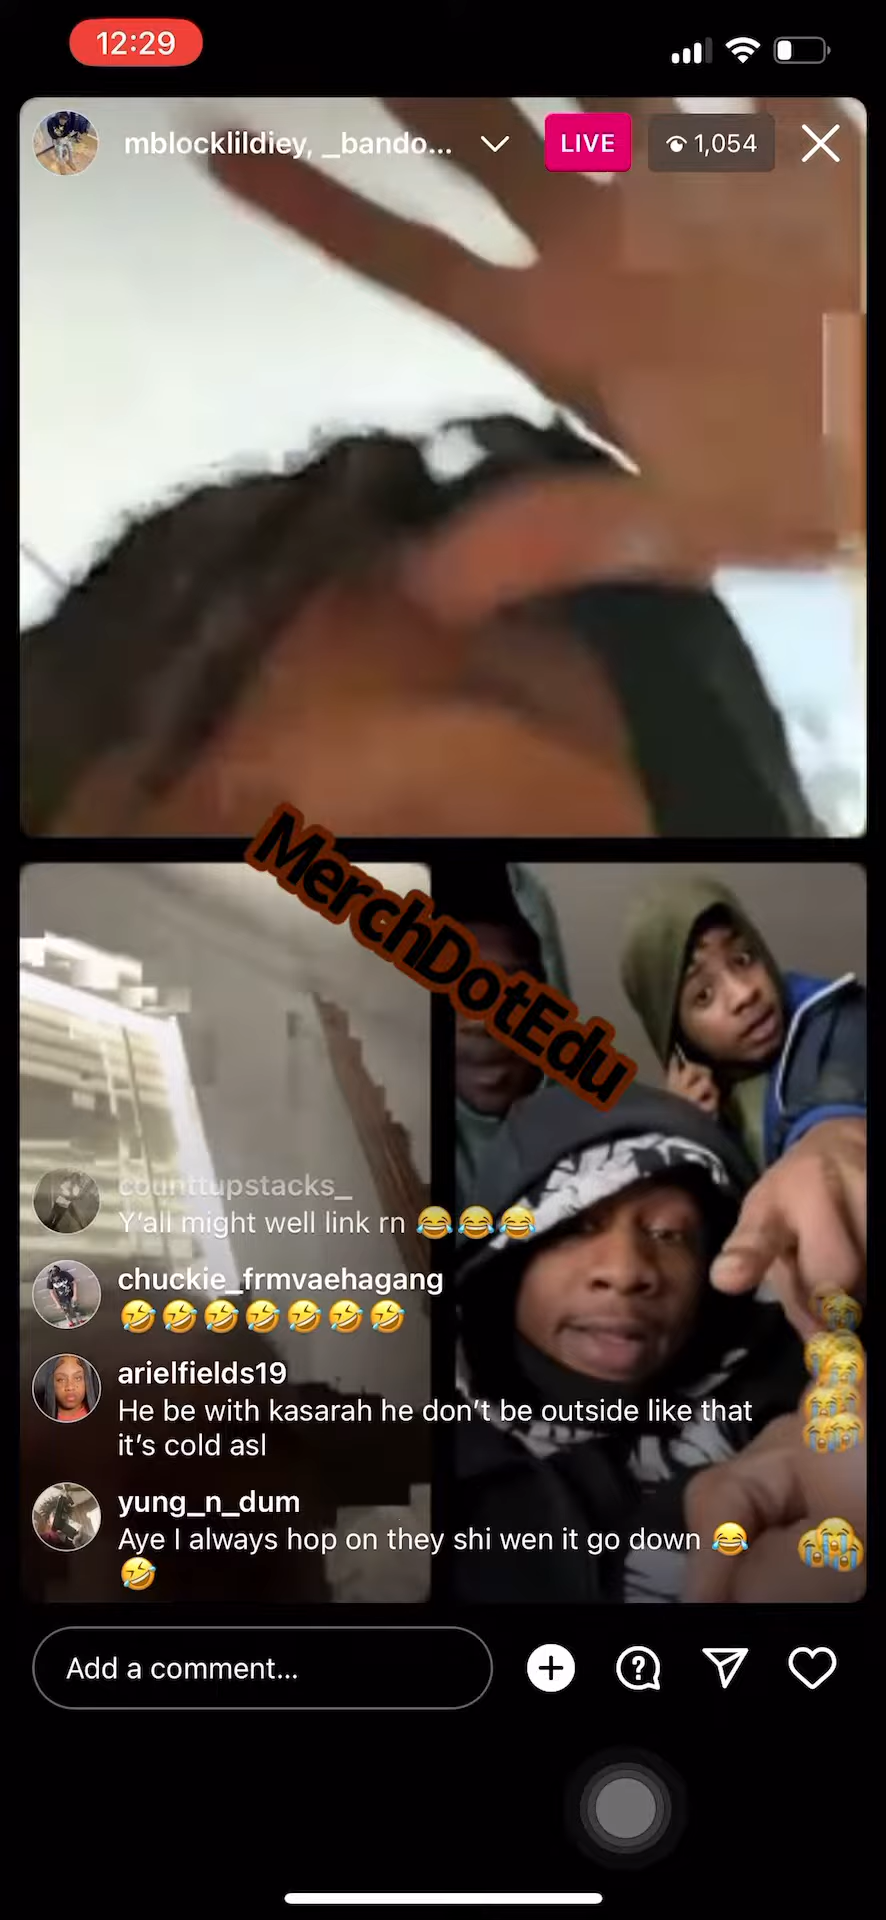 12:29
mblocklildiey, _bando...
LIVE
1,054
MerchDotEdu
counttupstacks_
Y'all might well link rn 😂😂😂
chuckie_frmvaehagang
🤣🤣🤣🤣🤣🤣🤣
arielfields19
He be with kasarah he don't be outside like that
it's cold asl
yung_n_dum
Aye I always hop on they shi wen it go down 😂
🤣
Add a comment...